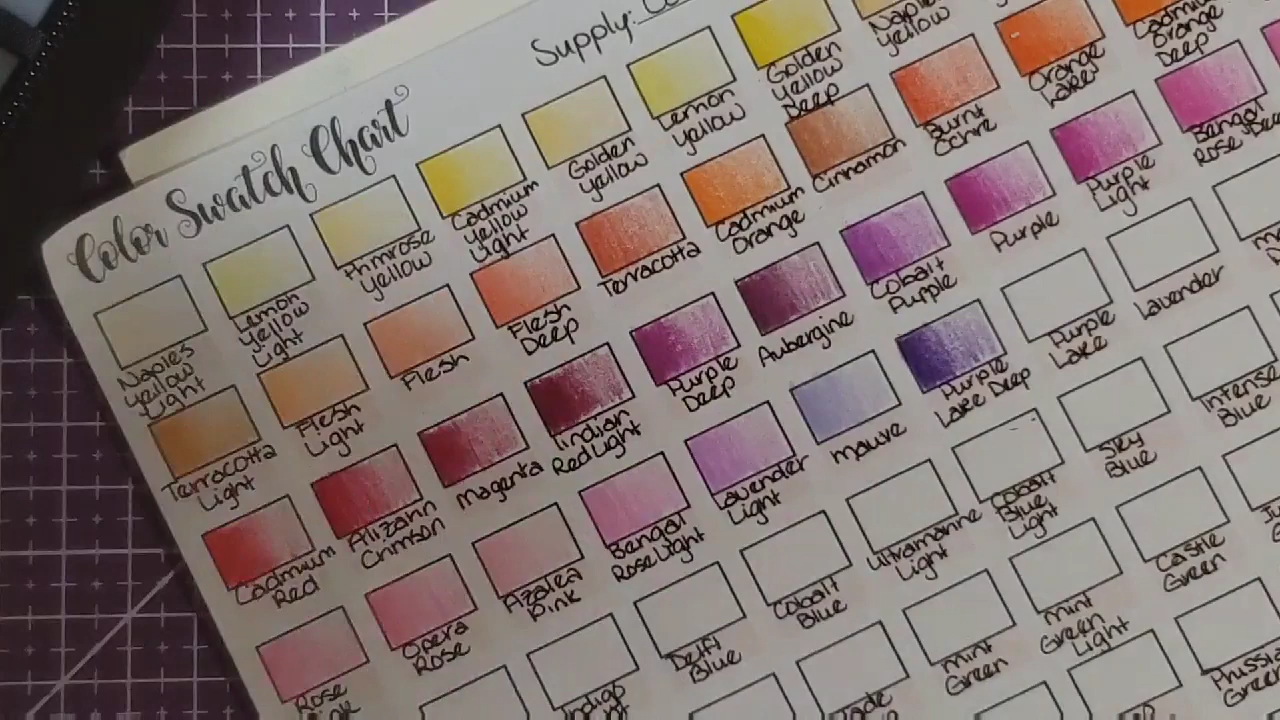 Color Swatch Chart
Supply:
Naples
Yellow
Light
Lemon
Yellow
Light
Primrose
Yellow
Cadmium
Yellow
Light
Golden
Yellow
Lemon
Yellow
Golden
Yellow
Deep
Naples
Yellow
Terracotta
Light
Flesh
Light
Flesh
Flesh
Deep
Terracotta
Cadmium
Orange
Cinnamon
Burnt
Ochre
Orange
Lake
Cadmium
Orange
Deep
Cadmium
Red
Alizarin
Crimson
Magenta
Indian
Red Light
Purple
Deep
Aubergine
Cobalt
Purple
Purple
Purple
Light
Bengal
Rose Deep
Rose
Opera
Rose
Azalea
Pink
Bengal
Rose Light
Lavender
Light
Mauve
Purple
Lake Deep
Purple
Lake
Lavender
Indigo
Delft
Blue
Cobalt
Blue
Ultramarine
Light
Cobalt
Blue
Light
Sky
Blue
Intense
Blue
Mint
Green
Mint
Green
Light
Castle
Green